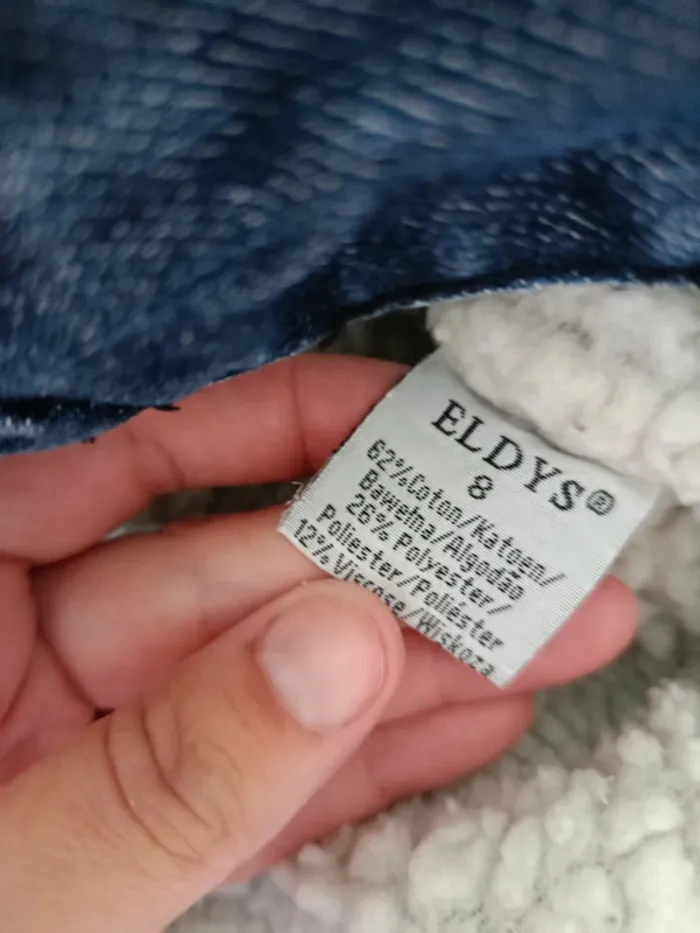 ELDYS®
8
62%Coton/Katoen/
Bawełna/Algodão
26% Polyester/
Poliester/Poliéster
12% Viscose/Wiskoza